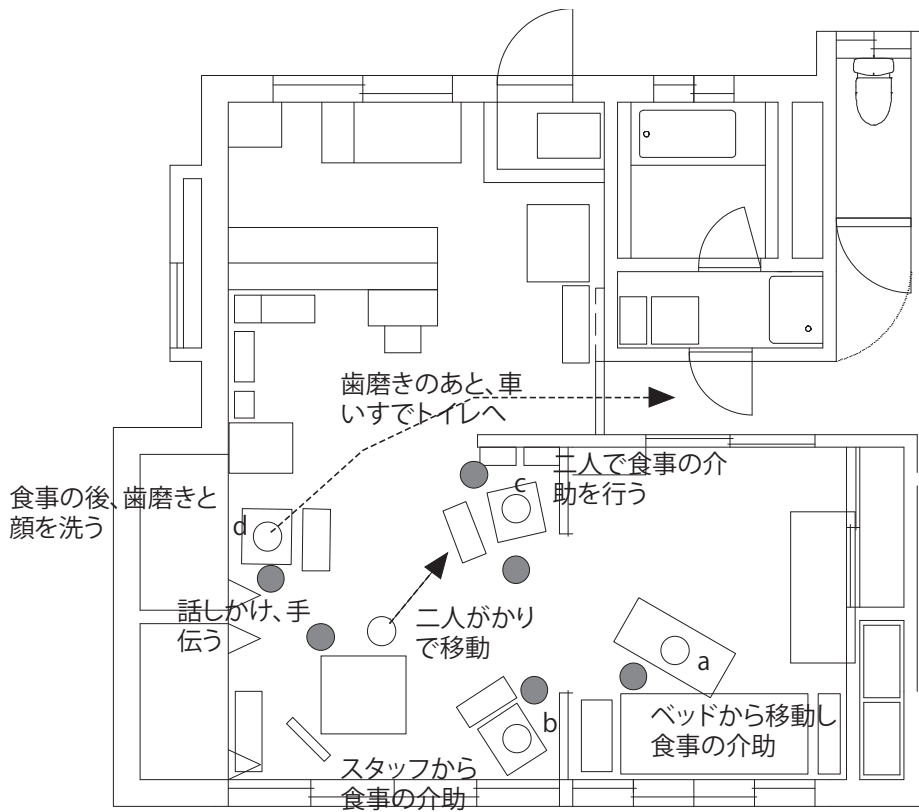 歯磨きのあと、車
いすでトイレへ
二人で食事の介
助を行う
c
食事の後、歯磨きと
顔を洗う
d
話しかけ、手
伝う
二人がかり
で移動
a
b
ベッドから移動し
食事の介助
スタッフから
食事の介助